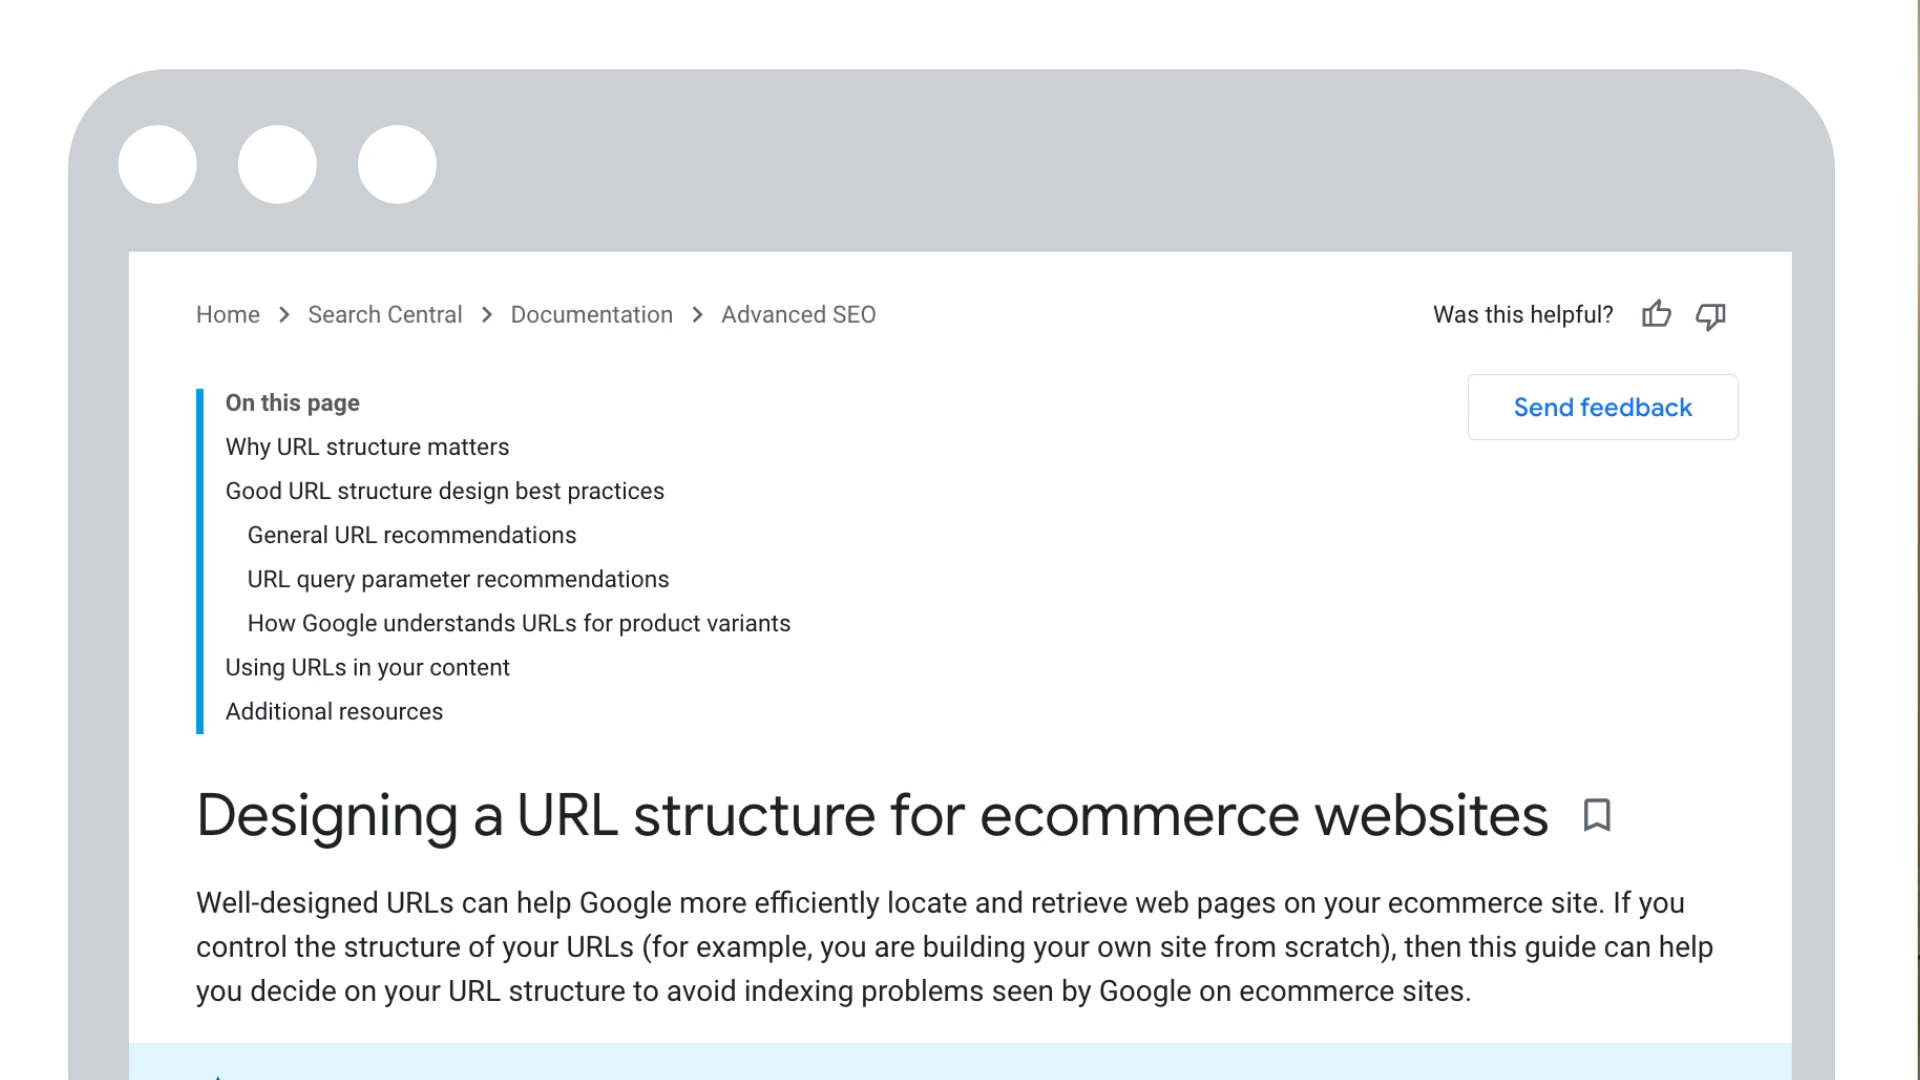 Home > Search Central > Documentation > Advanced SEO
Was this helpful?
Send feedback
On this page
Why URL structure matters
Good URL structure design best practices
General URL recommendations
URL query parameter recommendations
How Google understands URLs for product variants
Using URLs in your content
Additional resources
Designing a URL structure for ecommerce websites
Well-designed URLs can help Google more efficiently locate and retrieve web pages on your ecommerce site. If you
control the structure of your URLs (for example, you are building your own site from scratch), then this guide can help
you decide on your URL structure to avoid indexing problems seen by Google on ecommerce sites.